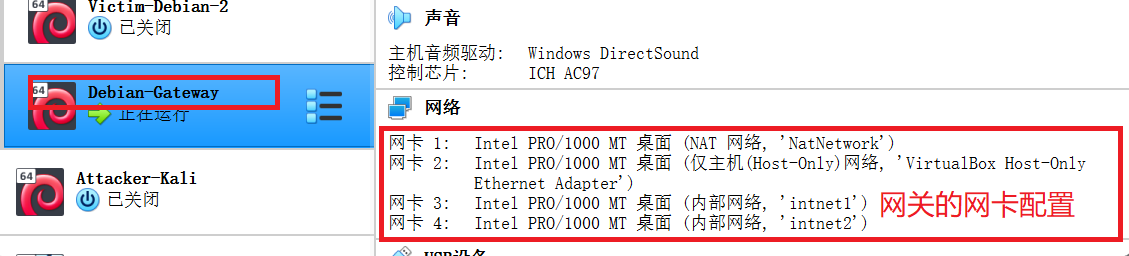 64
Victim-Debian-2
已关闭
64
Debian-Gateway
正在运行
64
Attacker-Kali
已关闭
64
声音
主机音频驱动: Windows DirectSound
控制芯片: ICH AC97
网络
网卡 1: Intel PRO/1000 MT 桌面 (NAT 网络, 'NatNetwork')
网卡 2: Intel PRO/1000 MT 桌面 (仅主机(Host-Only)网络, 'VirtualBox Host-Only
Ethernet Adapter')
网卡 3: Intel PRO/1000 MT 桌面 (内部网络, 'intnet1')
网卡 4: Intel PRO/1000 MT 桌面 (内部网络, 'intnet2')
网关的网卡配置
USB设备